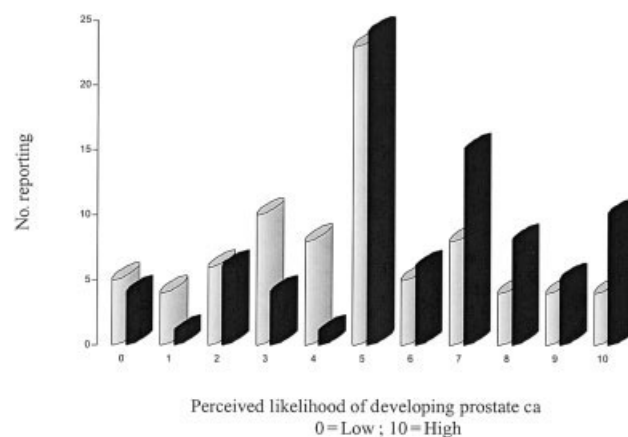 25
20
15
10
5
0
No. reporting
0 1 2 3 4 5 6 7 8 9 10
Perceived likelihood of developing prostate ca
0 = Low ; 10 = High